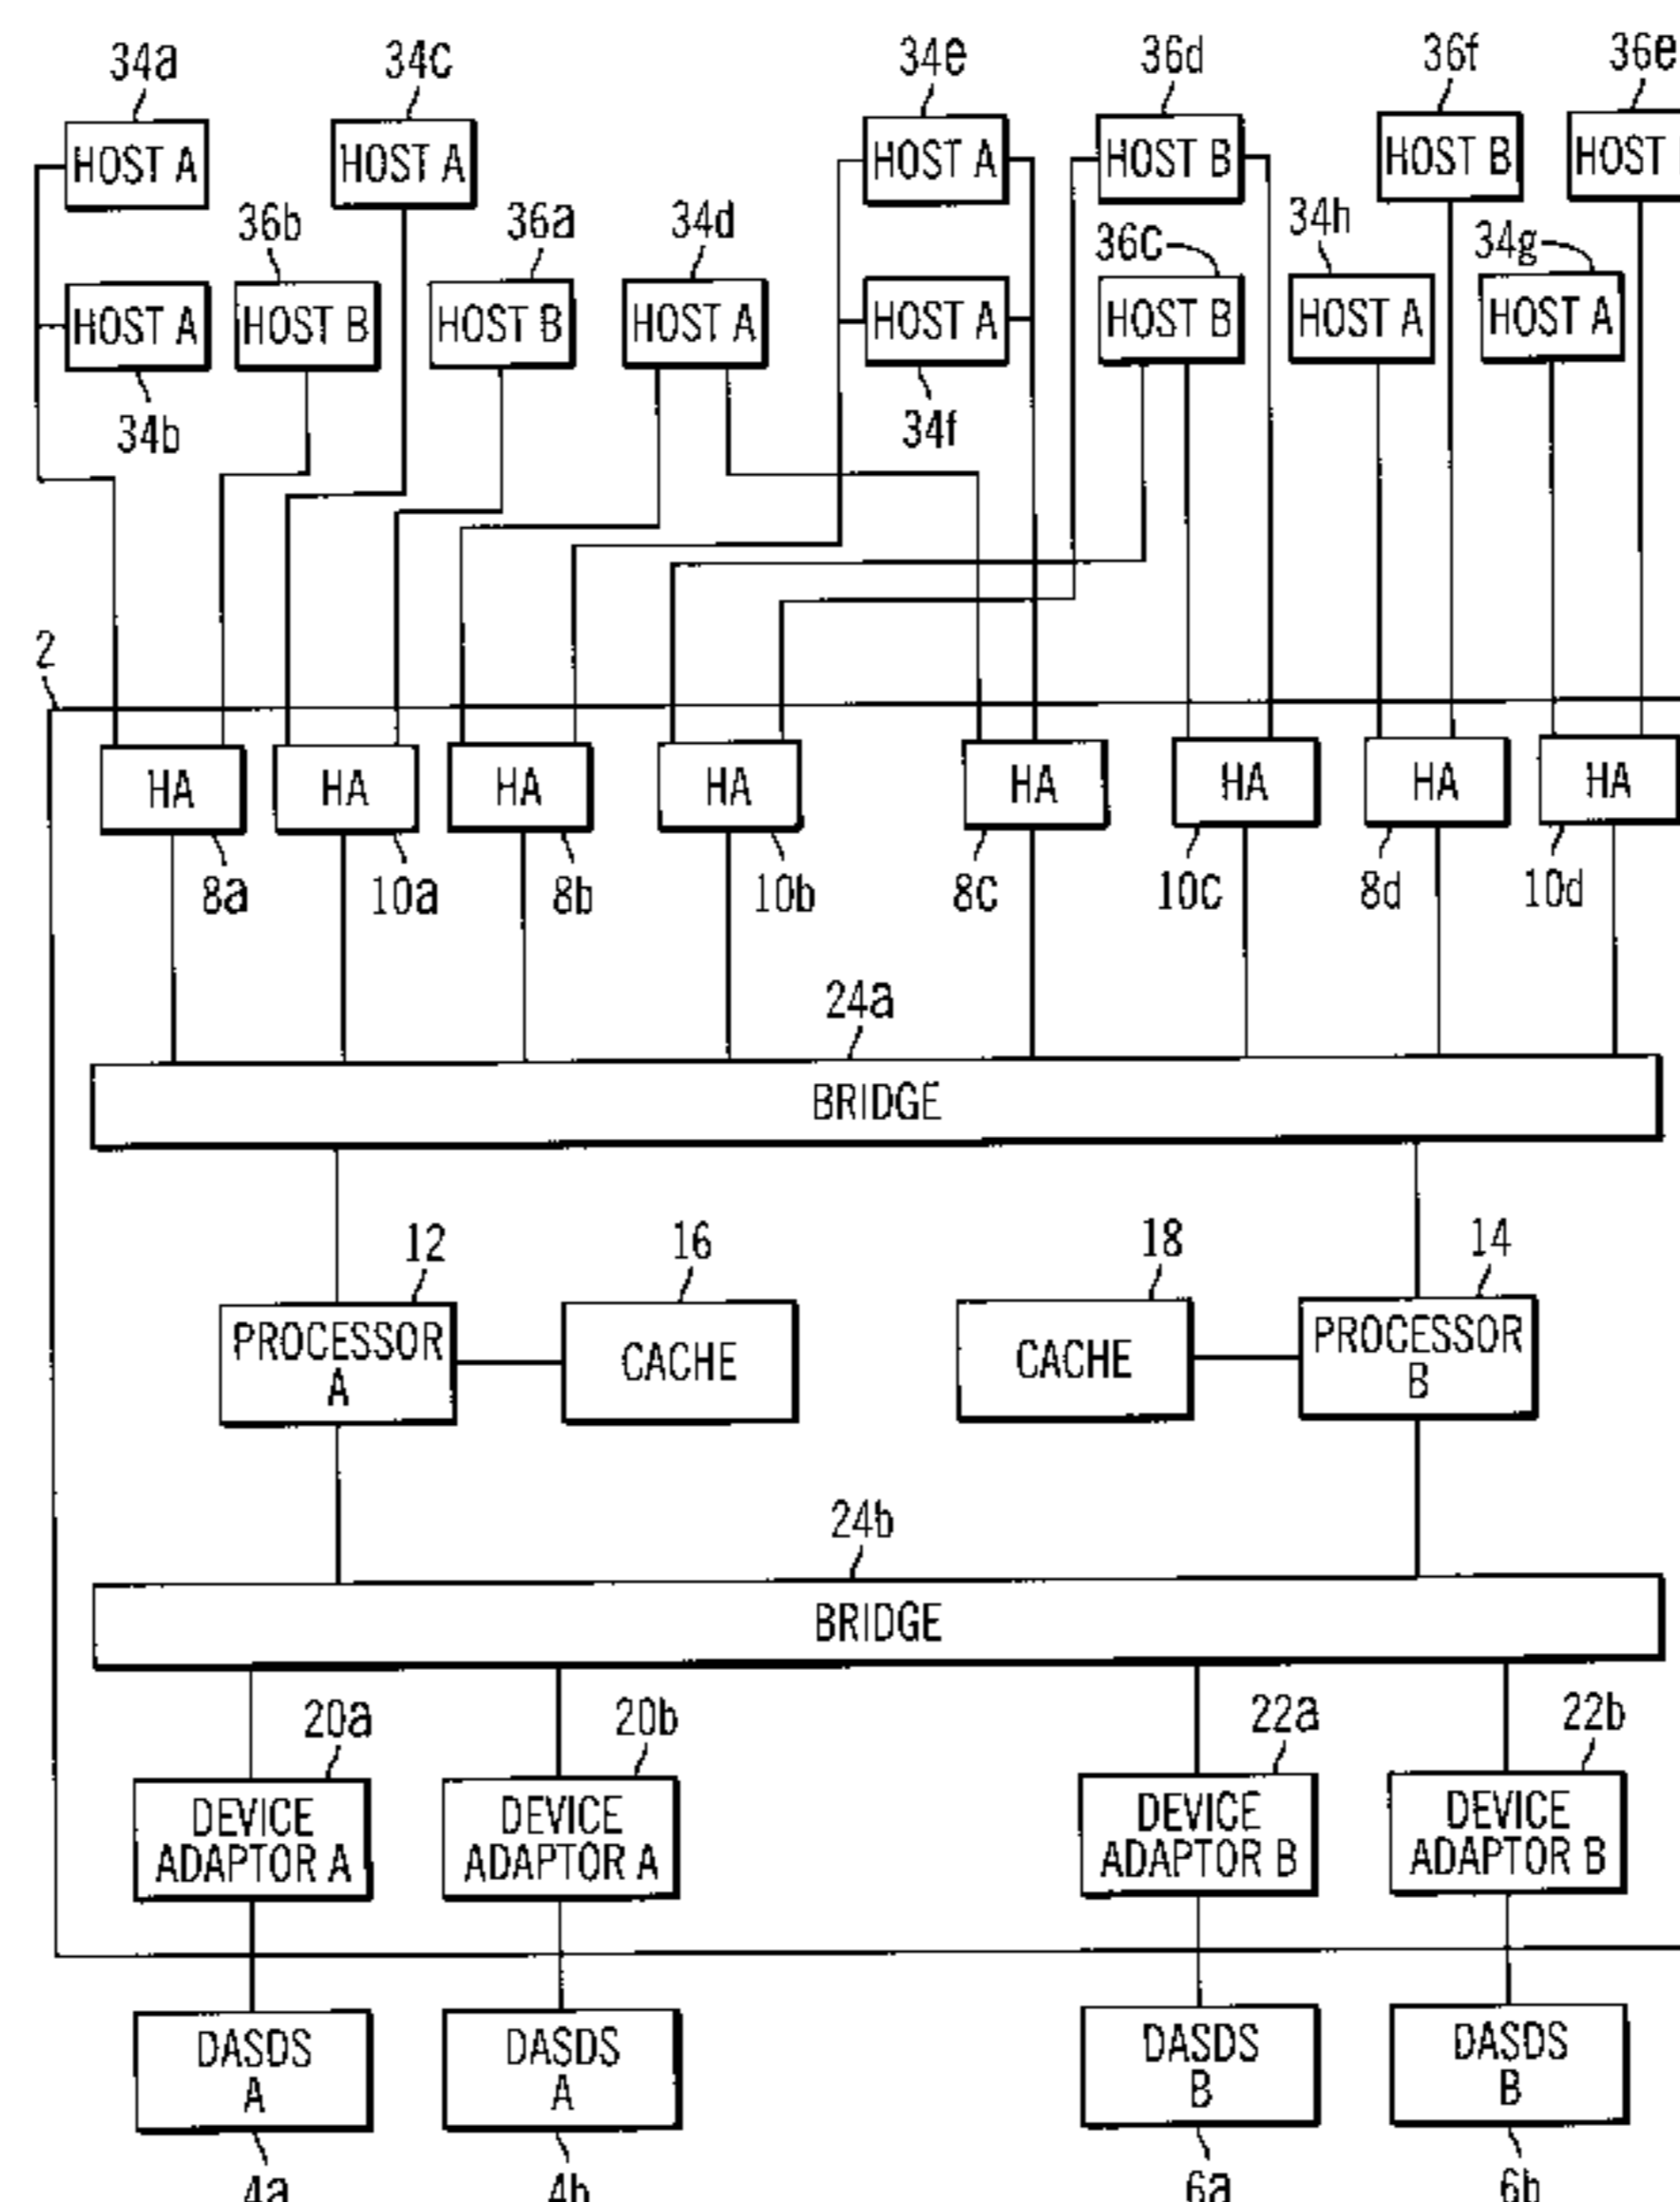 34a
34c
34e
36d
36f
36e
HOST A
HOST A
HOST A
HOST B
HOST B
HOST
36b
36a
34d
36c
34h
34g
HOST A
HOST B
HOST B
HOST A
HOST A
HOST B
HOST A
HOST A
34b
34f
2
HA
HA
HA
HA
HA
HA
HA
HA
8a
10a
8b
10b
8c
10c
8d
10d
24a
BRIDGE
12
16
18
14
PROCESSOR
A
CACHE
CACHE
PROCESSOR
B
24b
BRIDGE
20a
20b
22a
22b
DEVICE
ADAPTOR A
DEVICE
ADAPTOR A
DEVICE
ADAPTOR B
DEVICE
ADAPTOR B
DASDS
A
DASDS
A
DASDS
B
DASDS
B
4a
4b
6a
6b